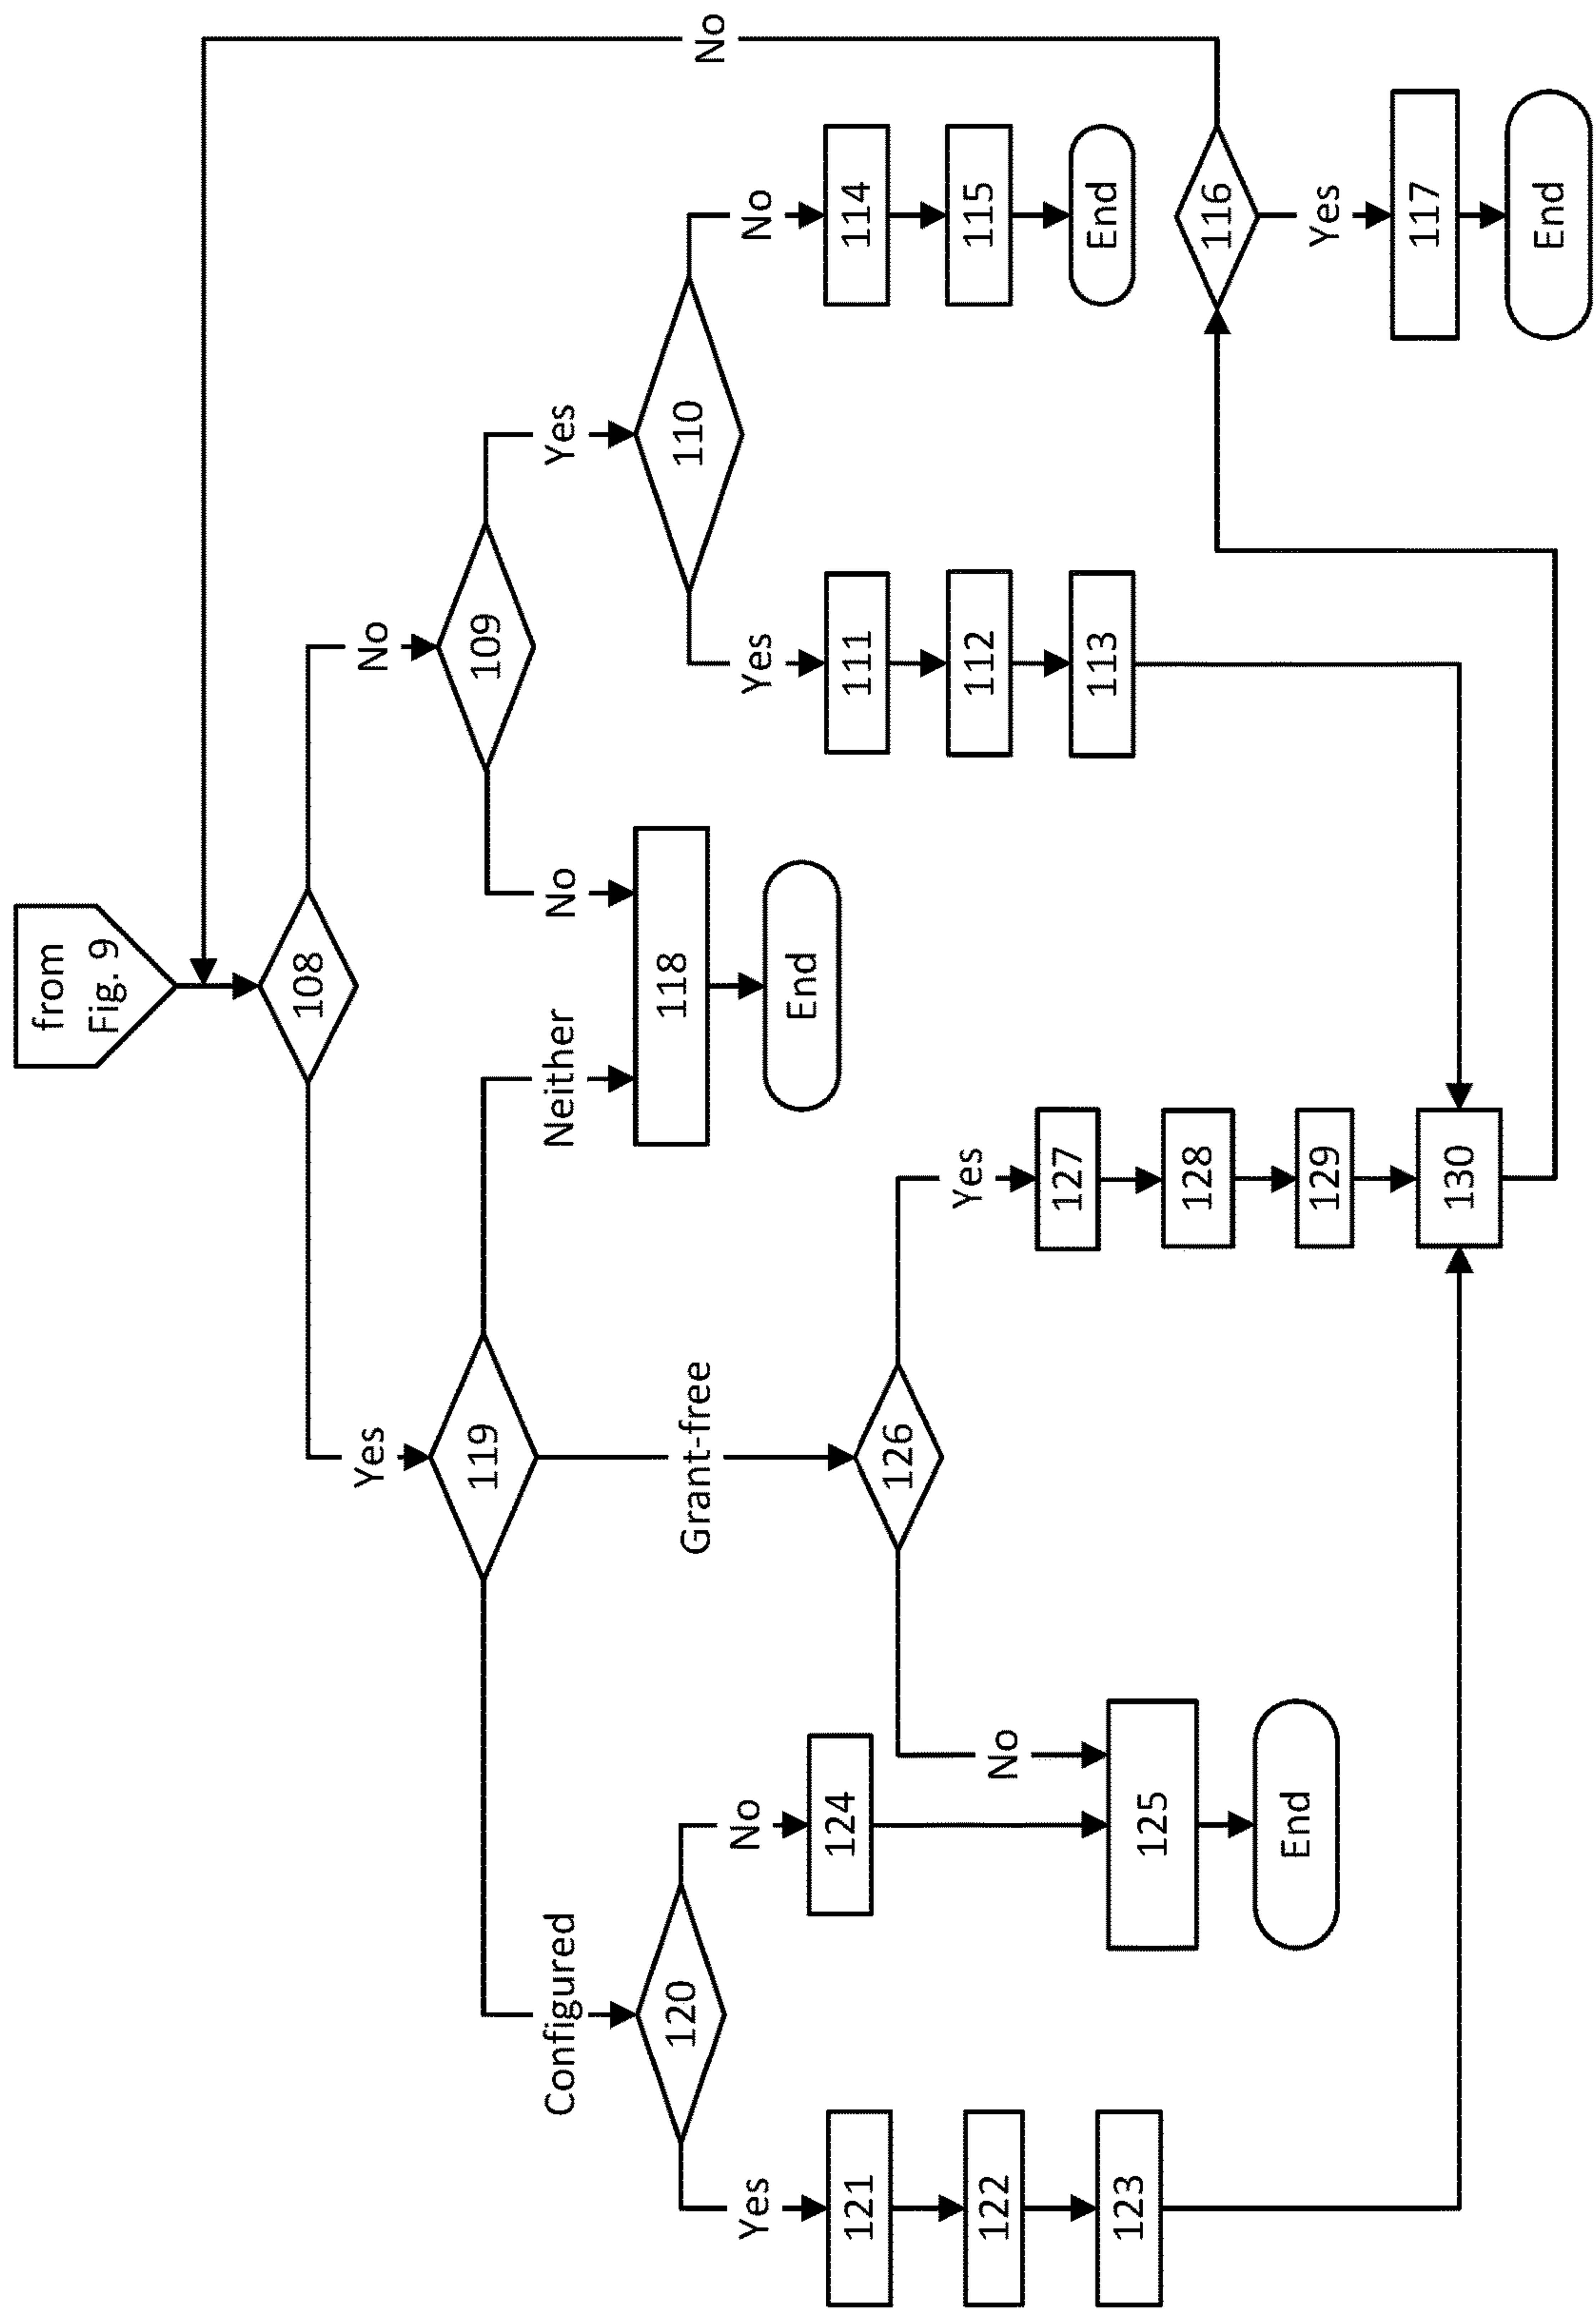 from
Fig. 9
108
Yes
No
119
109
Configured
Grant-free
Neither
No
Yes
120
118
110
Yes
No
End
Yes
No
121
124
126
111
114
122
No
Yes
112
115
123
125
127
113
End
End
128
116
No
129
Yes
130
117
End